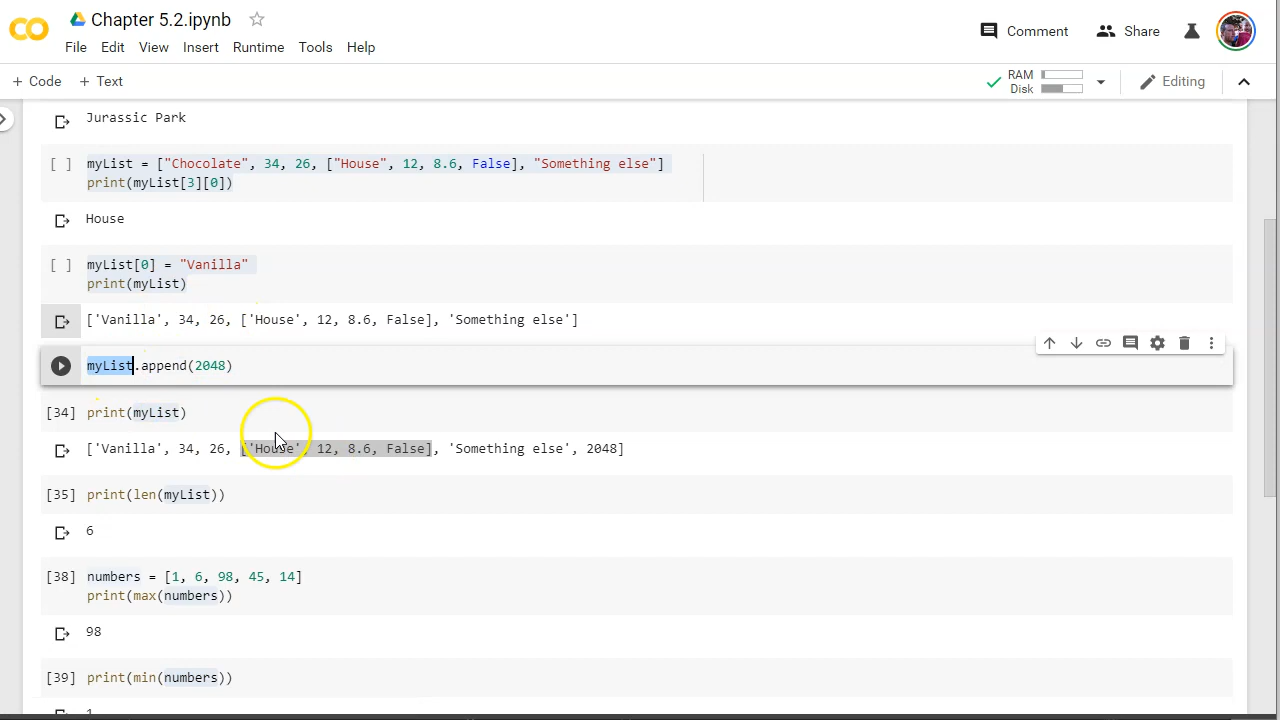 Chapter 5.2.ipynb
File Edit View Insert Runtime Tools Help
Comment
Share
+ Code + Text
RAM
Disk
Editing
Jurassic Park
[ ] myList = ["Chocolate", 34, 26, ["House", 12, 8.6, False], "Something else"]
print(myList[3][0])
House
[ ] myList[0] = "Vanilla"
print(myList)
['Vanilla', 34, 26, ['House', 12, 8.6, False], 'Something else']
myList.append(2048)
[34] print(myList)
['Vanilla', 34, 26, ['House', 12, 8.6, False], 'Something else', 2048]
[35] print(len(myList))
6
[38] numbers = [1, 6, 98, 45, 14]
print(max(numbers))
98
[39] print(min(numbers))
1